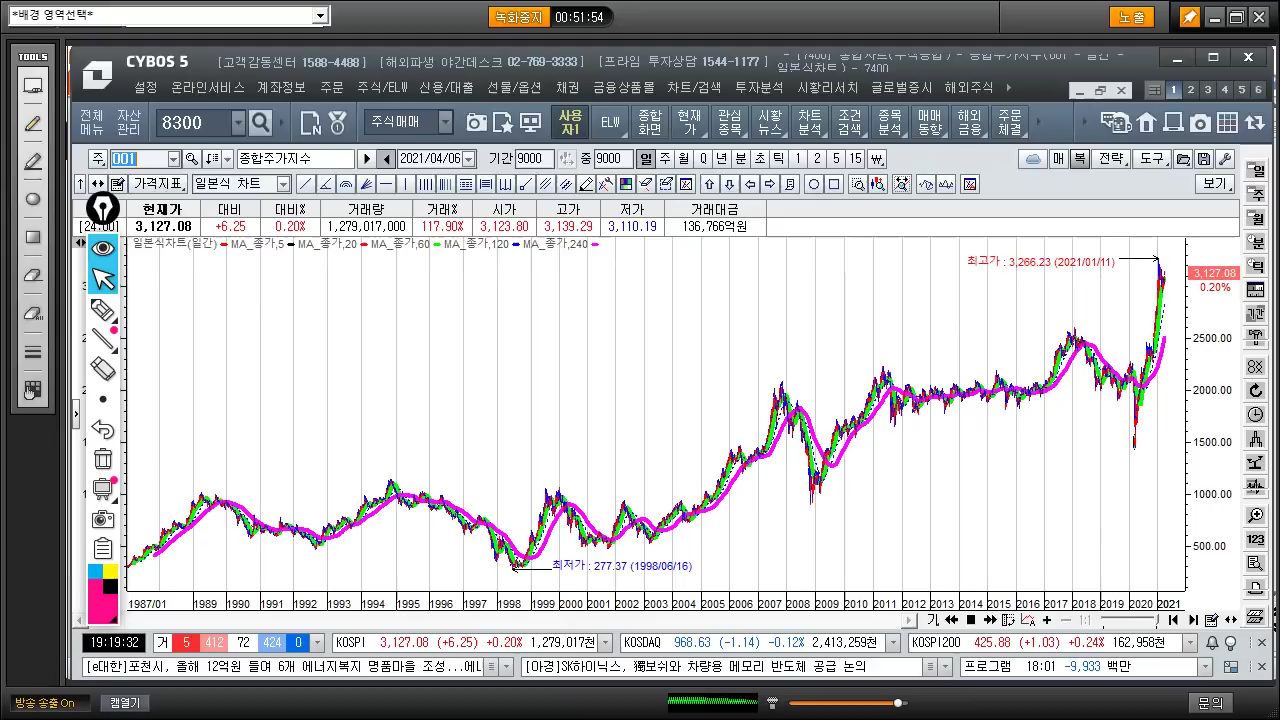 *배경 영역선택*
녹화중지 00:51:54
노 출
TOOLS
CYBOS 5 [고객감동센터 1588-4488] [해외파생 야간데스크 02-769-3333] [프라임 투자상담 1544-1177]
일본식차트 ) - 7400
설정 온라인서비스 계좌정보 주문 주식/ELW 신용/대출 선물/옵션 채권 금융상품몰 차트/검색 투자분석 시황리서치 글로벌증시 해외주식
1 2 3 4 5 6
전체메뉴 자산관리 8300 주식매매 사용자1 ELW 종합화면 현재가 관심종목 시황뉴스 차트분석 조건검색 종목분석 매매동향 해외금융 주문체결
주 001 종합주가지수 2021/04/06 기간 9000 중 9000 일 주 월 Q 년 분 초 틱 1 2 3 5 15 매 복 전략 도구
가격지표 일본식 차트 보기
현재가 대비 대비% 거래량 거래% 시가 고가 저가 거래대금
3,127.08 +6.25 0.20% 1,279,017,000 117.90% 3,123.80 3,139.29 3,110.19 136,766억원
일본식차트(일간) MA_종가,5 MA_종가,20 MA_종가,60 MA_종가,120 MA_종가,240
최고가 : 3,266.23 (2021/01/11)
3,127.08
0.20%
2500.00
2000.00
1500.00
1000.00
500.00
최저가 : 277.37 (1998/06/16)
1987/01 1989 1990 1991 1992 1993 1994 1995 1996 1997 1998 1999 2000 2001 2002 2003 2004 2005 2006 2007 2008 2009 2010 2011 2012 2013 2014 2015 2016 2017 2018 2019 2020 2021
123
19:19:32 거 5 412 72 424 0 KOSPI 3,127.08 (+6.25) +0.20% 1,279,017천 KOSDAQ 968.63 (-1.14) -0.12% 413,259천 KOSPI200 425.88 (+1.03) +0.24% 162,958천
[e대한]포천시, 올해 12억원 들여 6개 에너지복지 명품마을 조성...에너 [마경]SK하이닉스, 獨보쉬와 차량용 메모리 반도체 공급 논의 프로그램 18:01 -9,933 백만
방송 송출 On 캠열기 문의